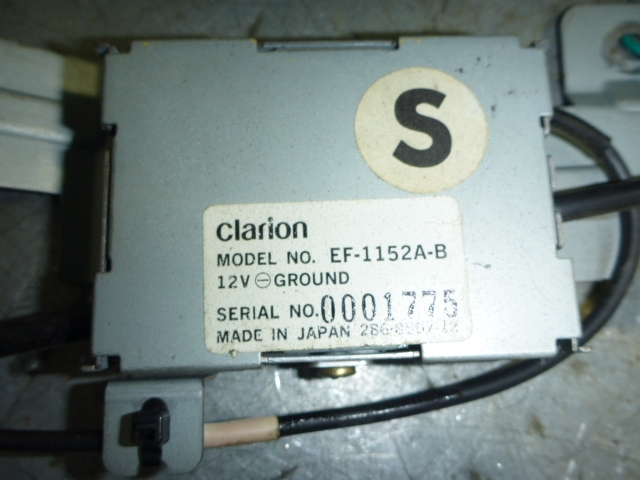 S
clarion
MODEL NO. EF-1152A-B
12V ⊖ GROUND
SERIAL NO. 0001775
MADE IN JAPAN